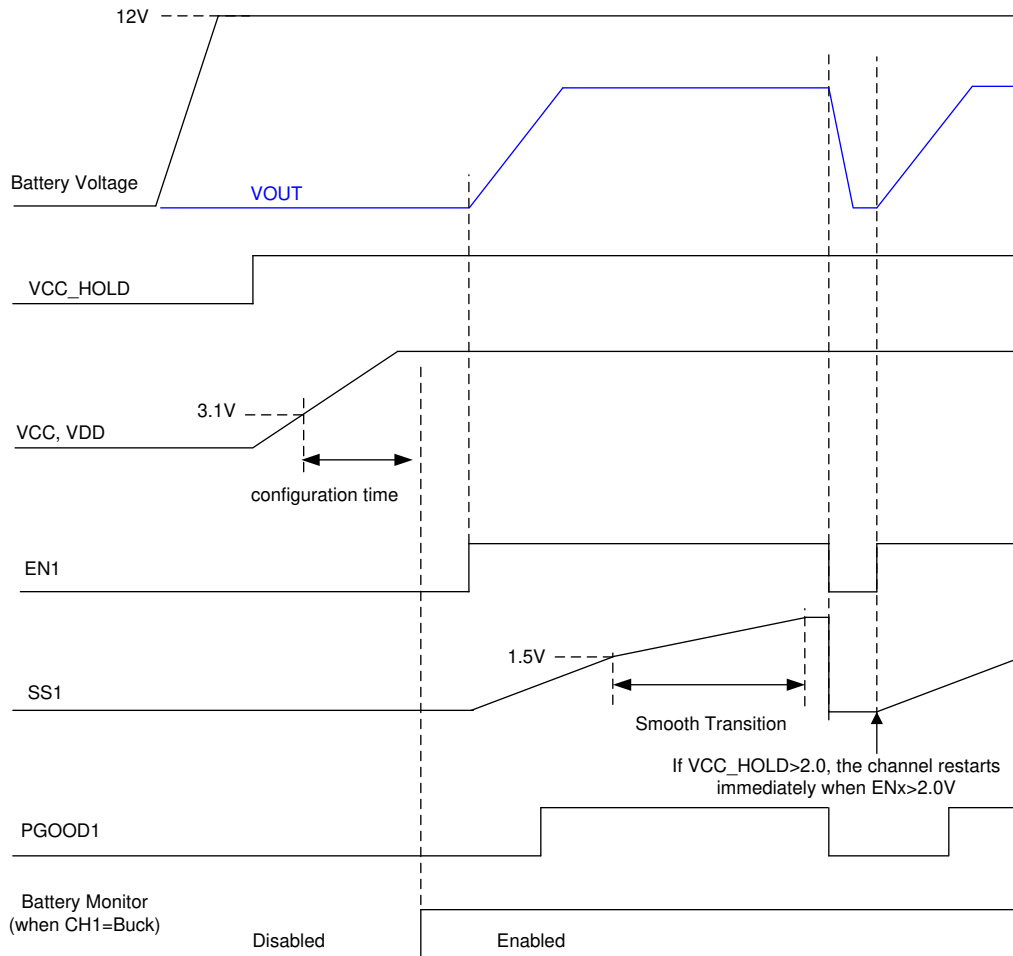 12V
Battery Voltage
VOUT
VCC_HOLD
3.1V
VCC, VDD
configuration time
EN1
1.5V
SS1
Smooth Transition
If VCC_HOLD>2.0, the channel restarts
immediately when ENx>2.0V
PGOOD1
Battery Monitor
(when CH1=Buck)
Disabled
Enabled